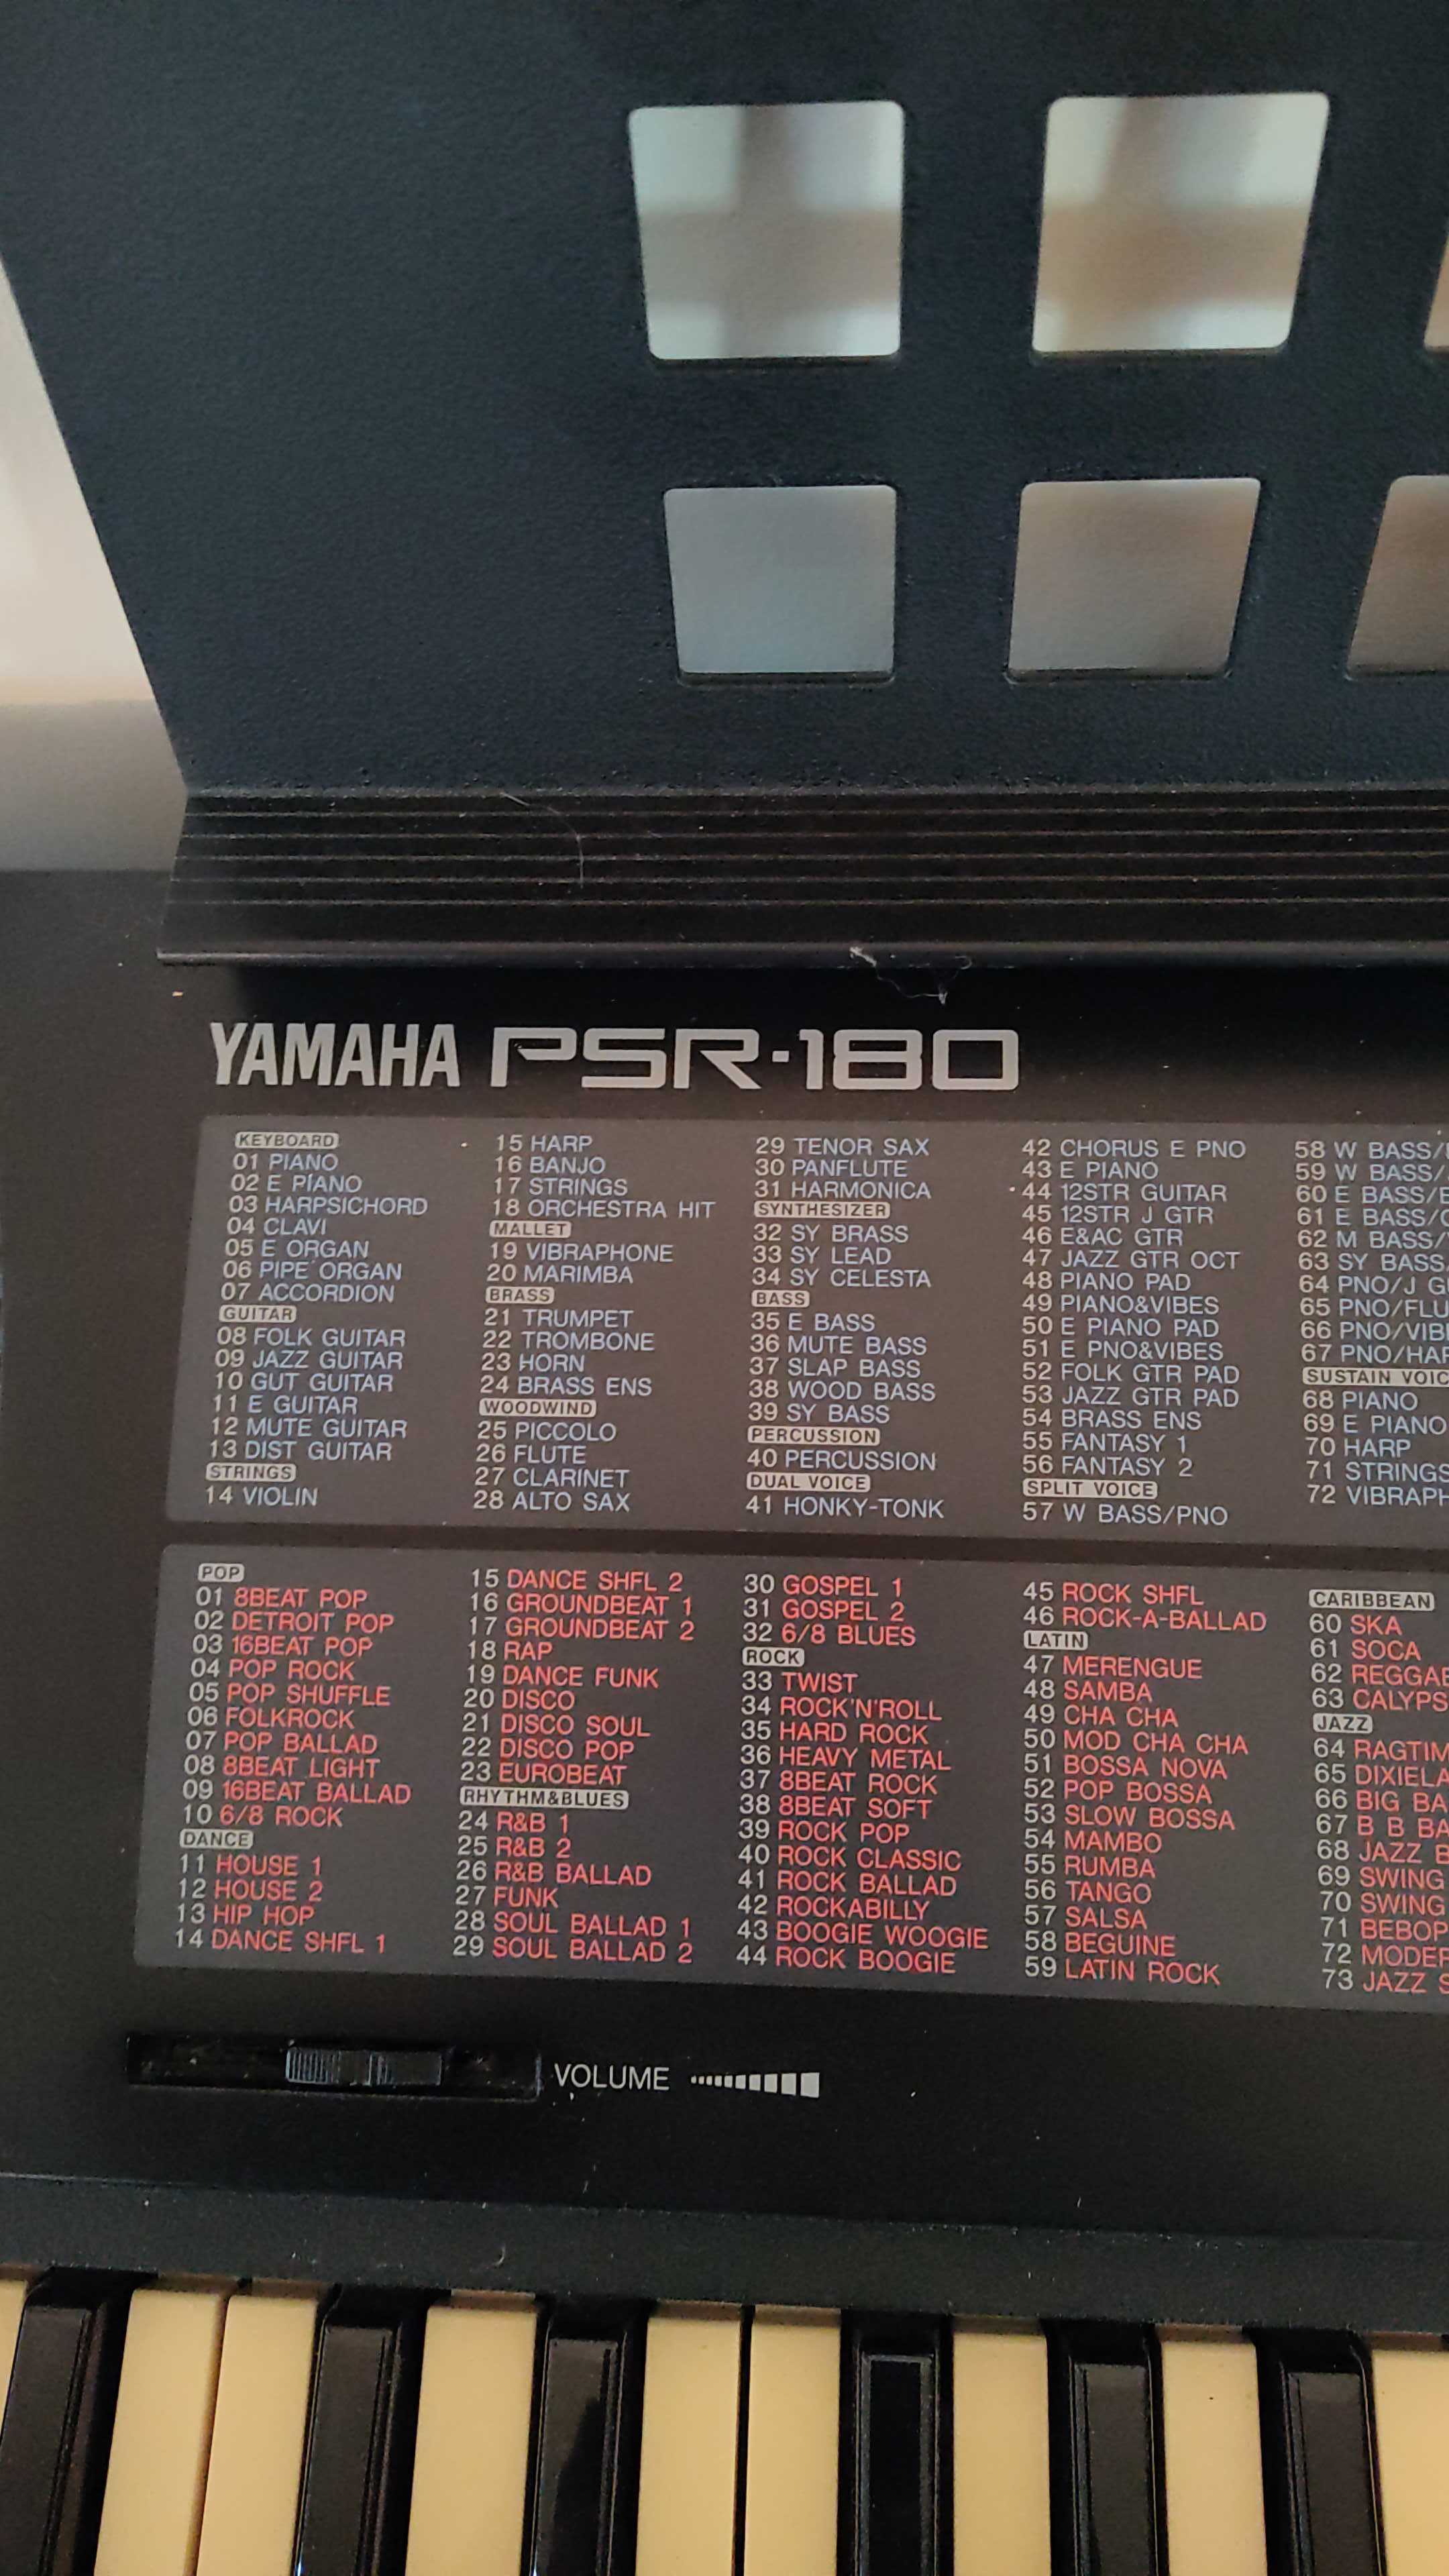 YAMAHA PSR-180
KEYBOARD
01 PIANO
02 E PIANO
03 HARPSICHORD
04 CLAVI
05 E ORGAN
06 PIPE ORGAN
07 ACCORDION
GUITAR
08 FOLK GUITAR
09 JAZZ GUITAR
10 GUT GUITAR
11 E GUITAR
12 MUTE GUITAR
13 DIST GUITAR
STRINGS
14 VIOLIN
15 HARP
16 BANJO
17 STRINGS
18 ORCHESTRA HIT
MALLET
19 VIBRAPHONE
20 MARIMBA
BRASS
21 TRUMPET
22 TROMBONE
23 HORN
24 BRASS ENS
WOODWIND
25 PICCOLO
26 FLUTE
27 CLARINET
28 ALTO SAX
29 TENOR SAX
30 PANFLUTE
31 HARMONICA
SYNTHESIZER
32 SY BRASS
33 SY LEAD
34 SY CELESTA
BASS
35 E BASS
36 MUTE BASS
37 SLAP BASS
38 WOOD BASS
39 SY BASS
PERCUSSION
40 PERCUSSION
DUAL VOICE
41 HONKY-TONK
42 CHORUS E PNO
43 E PIANO
44 12STR GUITAR
45 12STR J GTR
46 E&AC GTR
47 JAZZ GTR OCT
48 PIANO PAD
49 PIANO&VIBES
50 E PIANO PAD
51 E PNO&VIBES
52 FOLK GTR PAD
53 JAZZ GTR PAD
54 BRASS ENS
55 FANTASY 1
56 FANTASY 2
SPLIT VOICE
57 W BASS/PNO
58 W BASS/
59 W BASS/
60 E BASS/
61 E BASS/
62 M BASS/
63 SY BASS
64 PNO/J G
65 PNO/FLU
66 PNO/VIB
67 PNO/HAR
SUSTAIN VOIC
68 PIANO
69 E PIANO
70 HARP
71 STRINGS
72 VIBRAPH
POP
01 8BEAT POP
02 DETROIT POP
03 16BEAT POP
04 POP ROCK
05 POP SHUFFLE
06 FOLKROCK
07 POP BALLAD
08 8BEAT LIGHT
09 16BEAT BALLAD
10 6/8 ROCK
DANCE
11 HOUSE 1
12 HOUSE 2
13 HIP HOP
14 DANCE SHFL 1
15 DANCE SHFL 2
16 GROUNDBEAT 1
17 GROUNDBEAT 2
18 RAP
19 DANCE FUNK
20 DISCO
21 DISCO SOUL
22 DISCO POP
23 EUROBEAT
RHYTHM&BLUES
24 R&B 1
25 R&B 2
26 R&B BALLAD
27 FUNK
28 SOUL BALLAD 1
29 SOUL BALLAD 2
30 GOSPEL 1
31 GOSPEL 2
32 6/8 BLUES
ROCK
33 TWIST
34 ROCK'N'ROLL
35 HARD ROCK
36 HEAVY METAL
37 8BEAT ROCK
38 8BEAT SOFT
39 ROCK POP
40 ROCK CLASSIC
41 ROCK BALLAD
42 ROCKABILLY
43 BOOGIE WOOGIE
44 ROCK BOOGIE
45 ROCK SHFL
46 ROCK-A-BALLAD
LATIN
47 MERENGUE
48 SAMBA
49 CHA CHA
50 MOD CHA CHA
51 BOSSA NOVA
52 POP BOSSA
53 SLOW BOSSA
54 MAMBO
55 RUMBA
56 TANGO
57 SALSA
58 BEGUINE
59 LATIN ROCK
CARIBBEAN
60 SKA
61 SOCA
62 REGGAE
63 CALYPS
JAZZ
64 RAGTIM
65 DIXIELA
66 BIG BA
67 B B BA
68 JAZZ B
69 SWING
70 SWING
71 BEBOP
72 MODER
73 JAZZ S
VOLUME